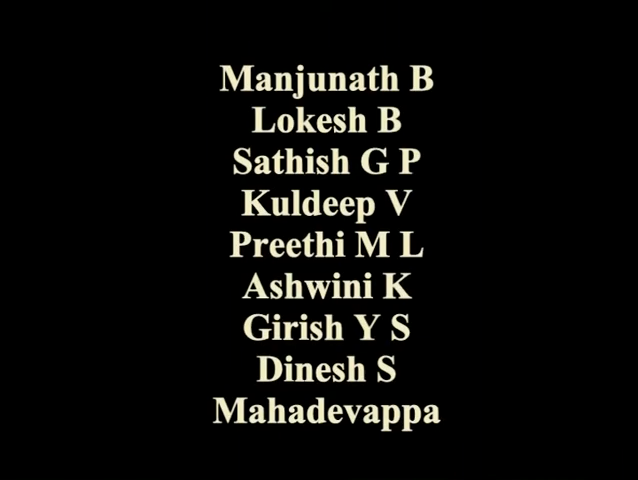 Manjunath B
Lokesh B
Sathish G P
Kuldeep V
Preethi M L
Ashwini K
Girish Y S
Dinesh S
Mahadevappa